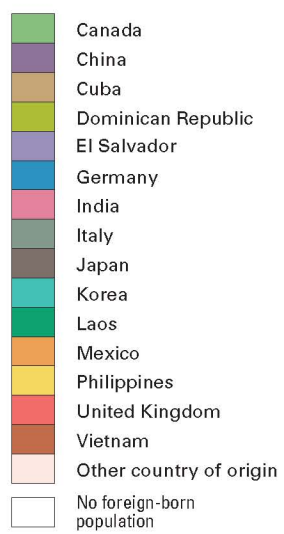 Canada
China
Cuba
Dominican Republic
El Salvador
Germany
India
Italy
Japan
Korea
Laos
Mexico
Philippines
United Kingdom
Vietnam
Other country of origin
No foreign-born
population